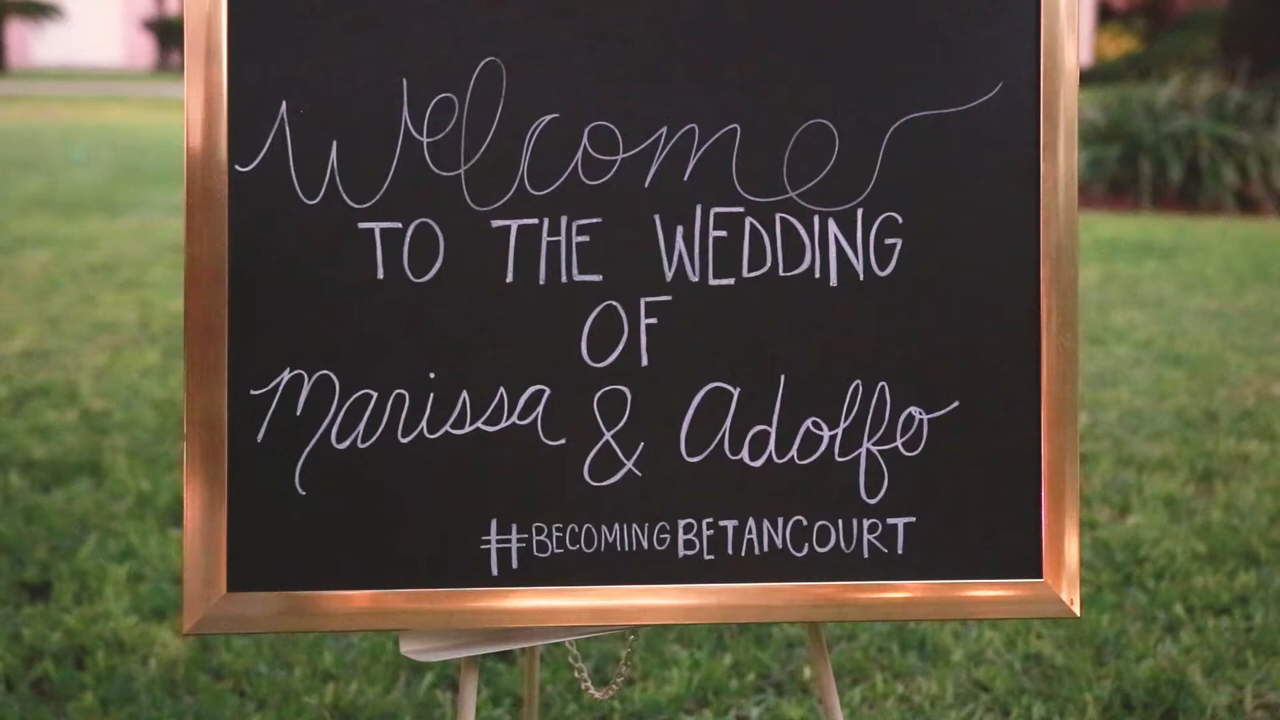 Welcome
TO THE WEDDING
OF
Marissa & Adolfo
#BECOMINGBETANCOURT